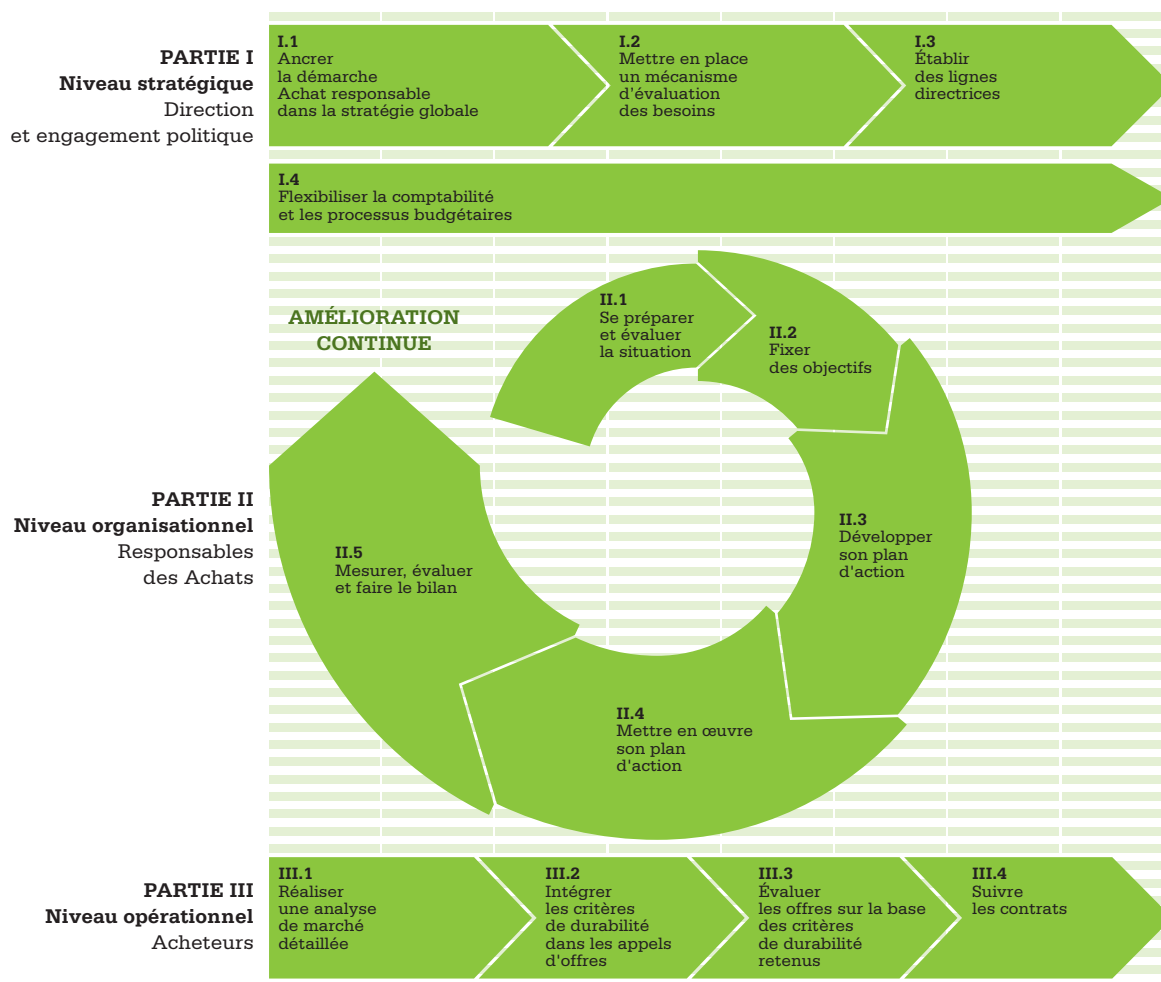 PARTIE I
Niveau stratégique
Direction
et engagement politique
I.1
Ancrer
la démarche
Achat responsable
dans la stratégie globale
I.2
Mettre en place
un mécanisme
d'évaluation
des besoins
I.3
Établir
des lignes
directrices
I.4
Flexibiliser la comptabilité
et les processus budgétaires
AMÉLIORATION
CONTINUE
PARTIE II
Niveau organisationnel
Responsables
des Achats
II.1
Se préparer
et évaluer
la situation
II.2
Fixer
des objectifs
II.3
Développer
son plan
d'action
II.4
Mettre en œuvre
son plan
d'action
II.5
Mesurer, évaluer
et faire le bilan
PARTIE III
Niveau opérationnel
Acheteurs
III.1
Réaliser
une analyse
de marché
détaillée
III.2
Intégrer
les critères
de durabilité
dans les appels
d'offres
III.3
Évaluer
les offres sur la base
des critères
de durabilité
retenus
III.4
Suivre
les contrats